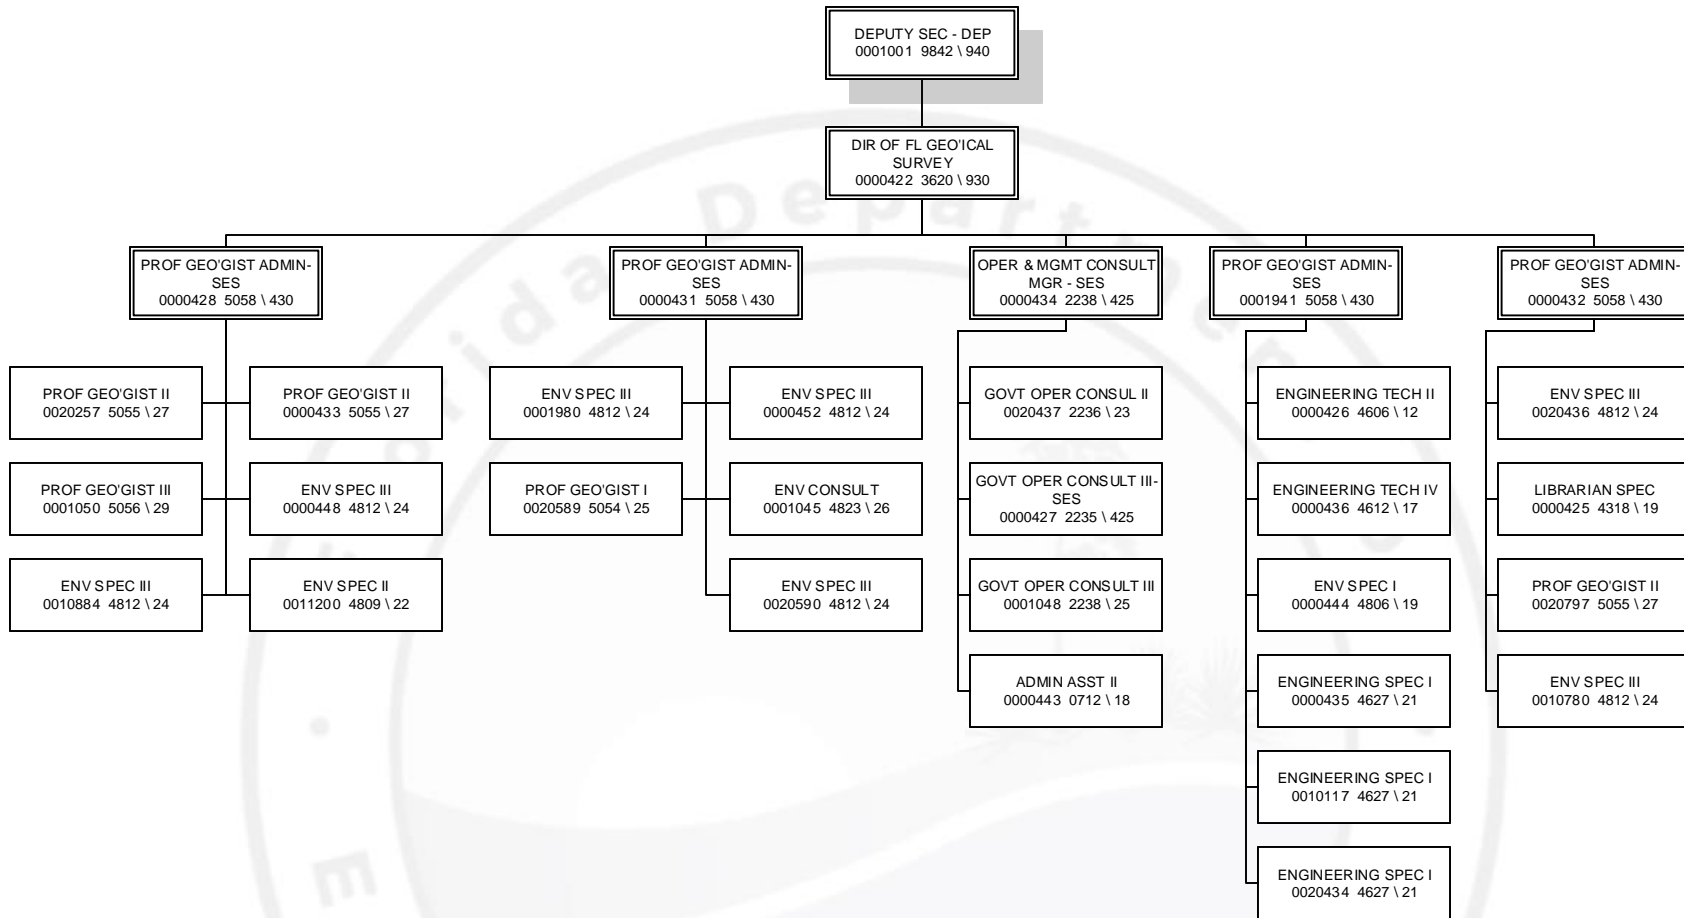 DEPUTY SEC - DEP
0001001 9842 \ 940
DIR OF FL GEO'ICAL
SURVEY
0000422 3620 \ 930
PROF GEO'GIST ADMIN-
SES
0000428 5058 \ 430
PROF GEO'GIST ADMIN-
SES
0000431 5058 \ 430
OPER & MGMT CONSULT
MGR - SES
0000434 2238 \ 425
PROF GEO'GIST ADMIN-
SES
0001941 5058 \ 430
PROF GEO'GIST ADMIN-
SES
0000432 5058 \ 430
PROF GEO'GIST II
0020257 5055 \ 27
PROF GEO'GIST II
0000433 5055 \ 27
PROF GEO'GIST III
0001050 5056 \ 29
ENV SPEC III
0000448 4812 \ 24
ENV SPEC III
0010884 4812 \ 24
ENV SPEC II
0011200 4809 \ 22
ENV SPEC III
0001980 4812 \ 24
ENV SPEC III
0000452 4812 \ 24
PROF GEO'GIST I
0020589 5054 \ 25
ENV CONSULT
0001045 4823 \ 26
ENV SPEC III
0020590 4812 \ 24
GOVT OPER CONSUL II
0020437 2236 \ 23
GOVT OPER CONSULT III-
SES
0000427 2235 \ 425
GOVT OPER CONSULT III
0001048 2238 \ 25
ADMIN ASST II
0000443 0712 \ 18
ENGINEERING TECH II
0000426 4606 \ 12
ENGINEERING TECH IV
0000436 4612 \ 17
ENV SPEC I
0000444 4806 \ 19
ENGINEERING SPEC I
0000435 4627 \ 21
ENGINEERING SPEC I
0010117 4627 \ 21
ENGINEERING SPEC I
0020434 4627 \ 21
ENV SPEC III
0020436 4812 \ 24
LIBRARIAN SPEC
0000425 4318 \ 19
PROF GEO'GIST II
0020797 5055 \ 27
ENV SPEC III
0010780 4812 \ 24